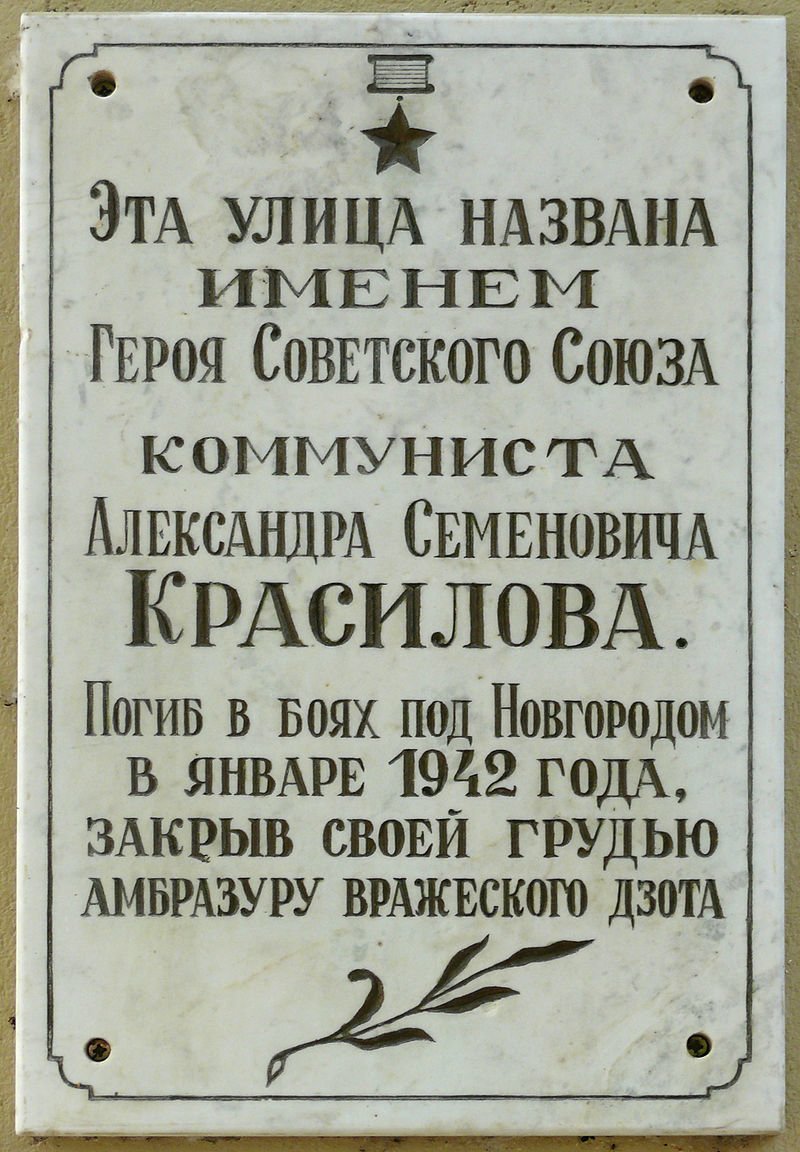 Эта улица названа
именем
Героя Советского Союза
коммуниста
Александра Семеновича
Красилова.
Погиб в боях под Новгородом
в январе 1942 года,
закрыв своей грудью
амбразуру вражеского дзота